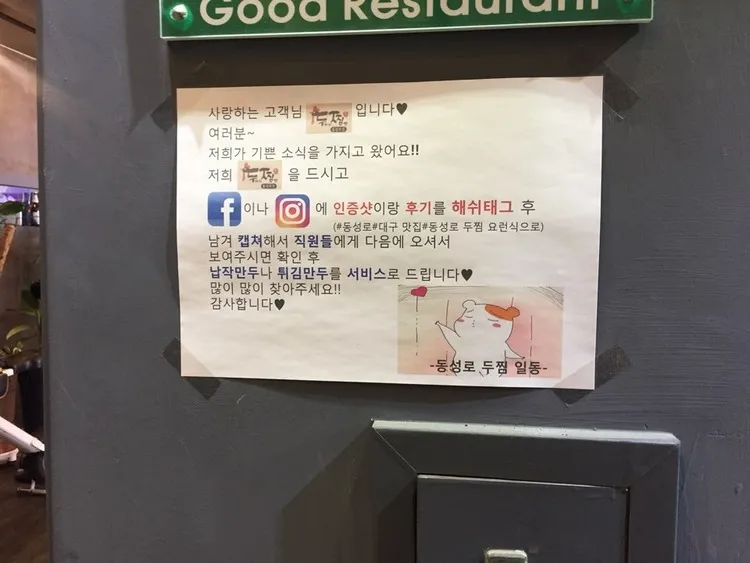 Good Restaurant
사랑하는 고객님 두찜 입니다♥
여러분~
저희가 기쁜 소식을 가지고 왔어요!!
저희 두찜 을 드시고
f이나 에 인증샷이랑 후기를 해쉬태그 후
(#동성로#대구 맛집#동성로 두찜 요런식으로)
남겨 캡쳐해서 직원들에게 다음에 오셔서
보여주시면 확인 후
납작만두나 튀김만두를 서비스로 드립니다♥
많이 많이 찾아주세요!!
감사합니다♥
-동성로 두찜 일동-